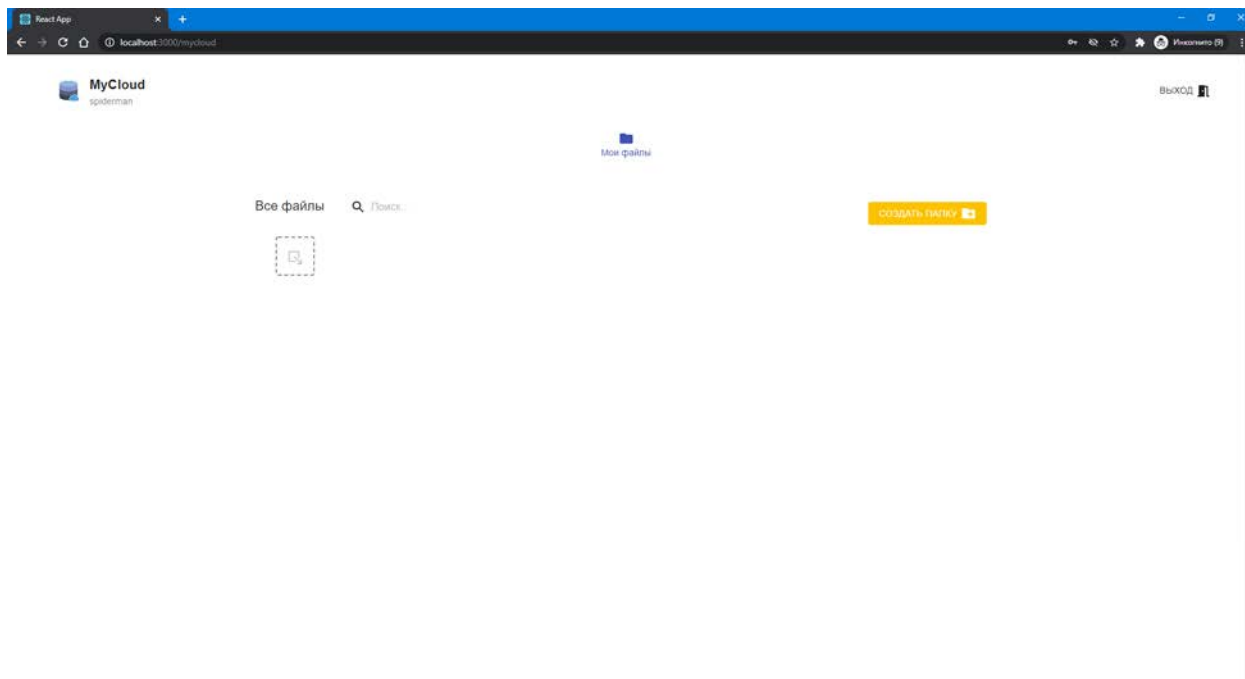 React App
localhost:3000/mycloud
Инкогнито (9)
MyCloud
spiderman
ВЫХОД
Мои файлы
Все файлы
Поиск...
СОЗДАТЬ ПАПКУ